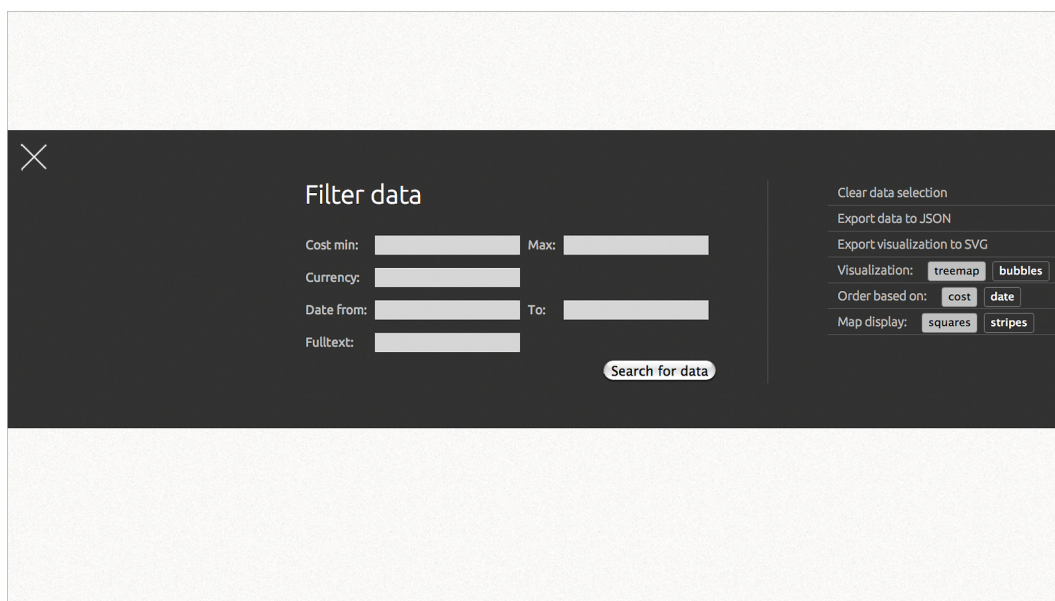 Filter data
Cost min: Max:
Currency:
Date from: To:
Fulltext:
Search for data
Clear data selection
Export data to JSON
Export visualization to SVG
Visualization: treemap bubbles
Order based on: cost date
Map display: squares stripes